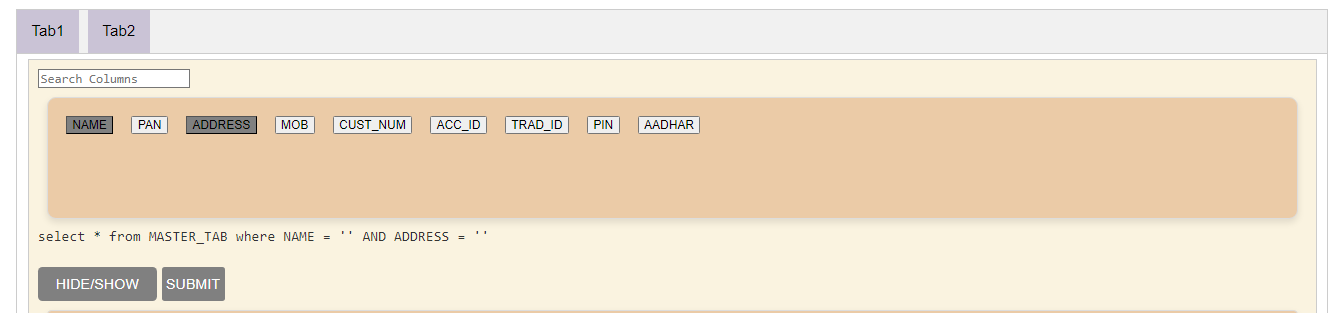 Tab1 Tab2
Search Columns
NAME PAN ADDRESS MOB CUST_NUM ACC_ID TRAD_ID PIN AADHAR
select * from MASTER_TAB where NAME = '' AND ADDRESS = ''
HIDE/SHOW SUBMIT